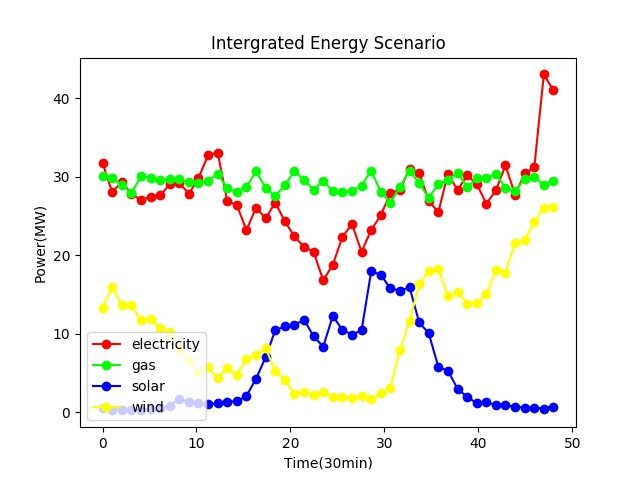 Intergrated Energy Scenario
Power(MW)
40
30
20
10
0
electricity
gas
solar
wind
0 10 20 30 40 50
Time(30min)